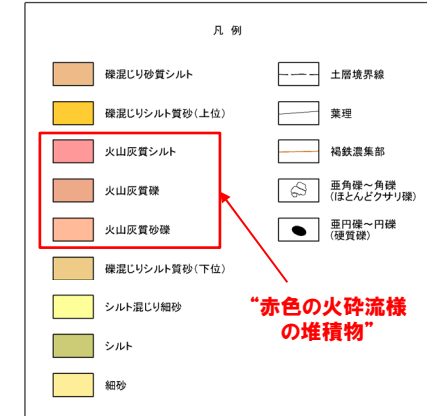 凡 例
礫混じり砂質シルト
礫混じりシルト質砂(上位)
火山灰質シルト
火山灰質礫
火山灰質砂礫
礫混じりシルト質砂(下位)
シルト混じり細砂
シルト
細砂
土層境界線
葉理
褐鉄濃集部
亜角礫～角礫
(ほとんどクサリ礫)
亜円礫～円礫
(硬質礫)
“赤色の火砕流様
の堆積物”